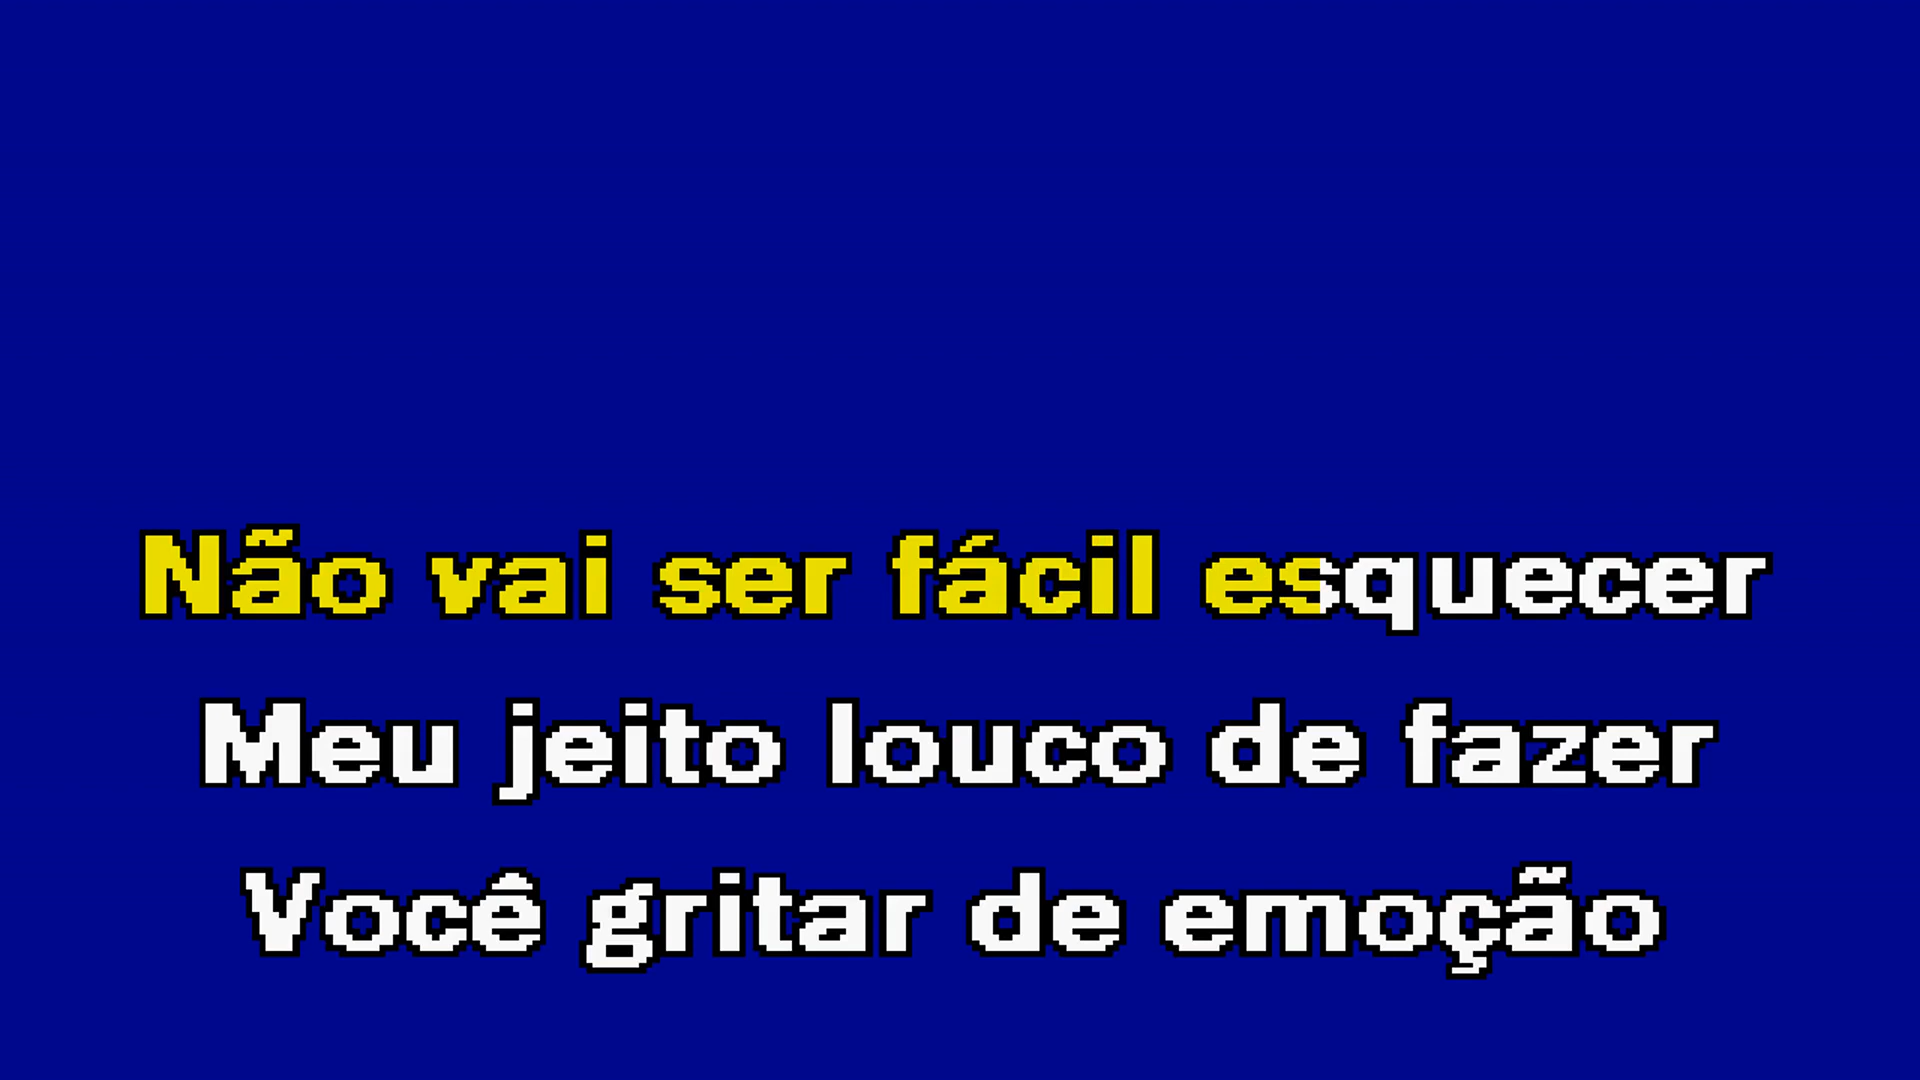 Não vai ser fácil esquecer
Meu jeito louco de fazer
Você gritar de emoção